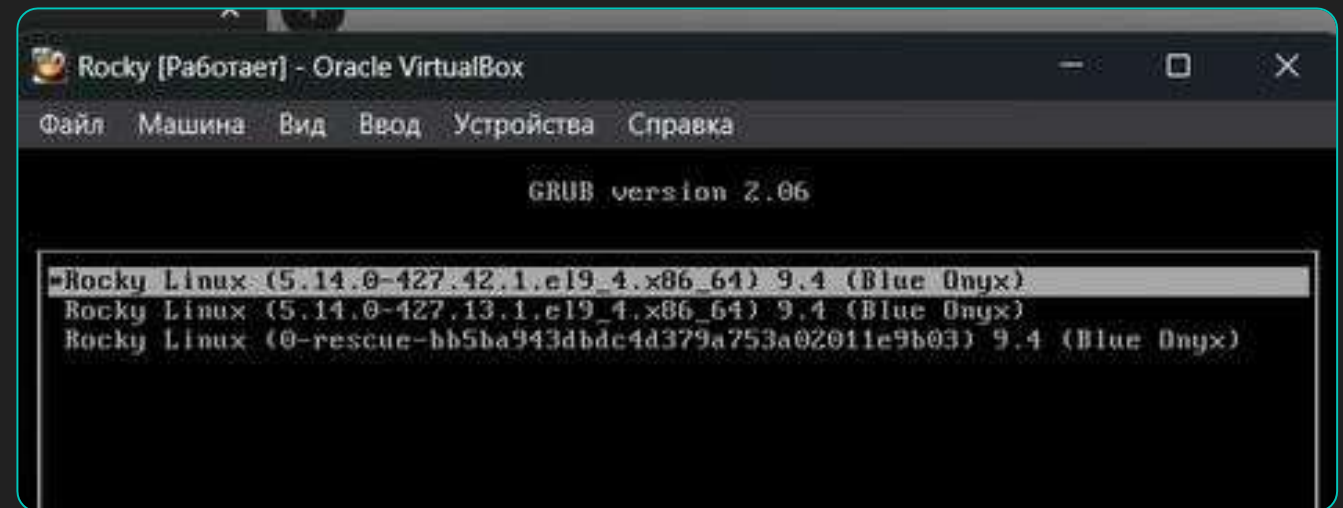 Rocky [Работает] - Oracle VirtualBox
Файл Машина Вид Ввод Устройства Справка
GRUB version 2.06
*Rocky Linux (5.14.0-427.42.1.el9_4.x86_64) 9.4 (Blue Onyx)
Rocky Linux (5.14.0-427.13.1.el9_4.x86_64) 9.4 (Blue Onyx)
Rocky Linux (0-rescue-bb5ba943dbdc4d379a753a02011e9b03) 9.4 (Blue Onyx)